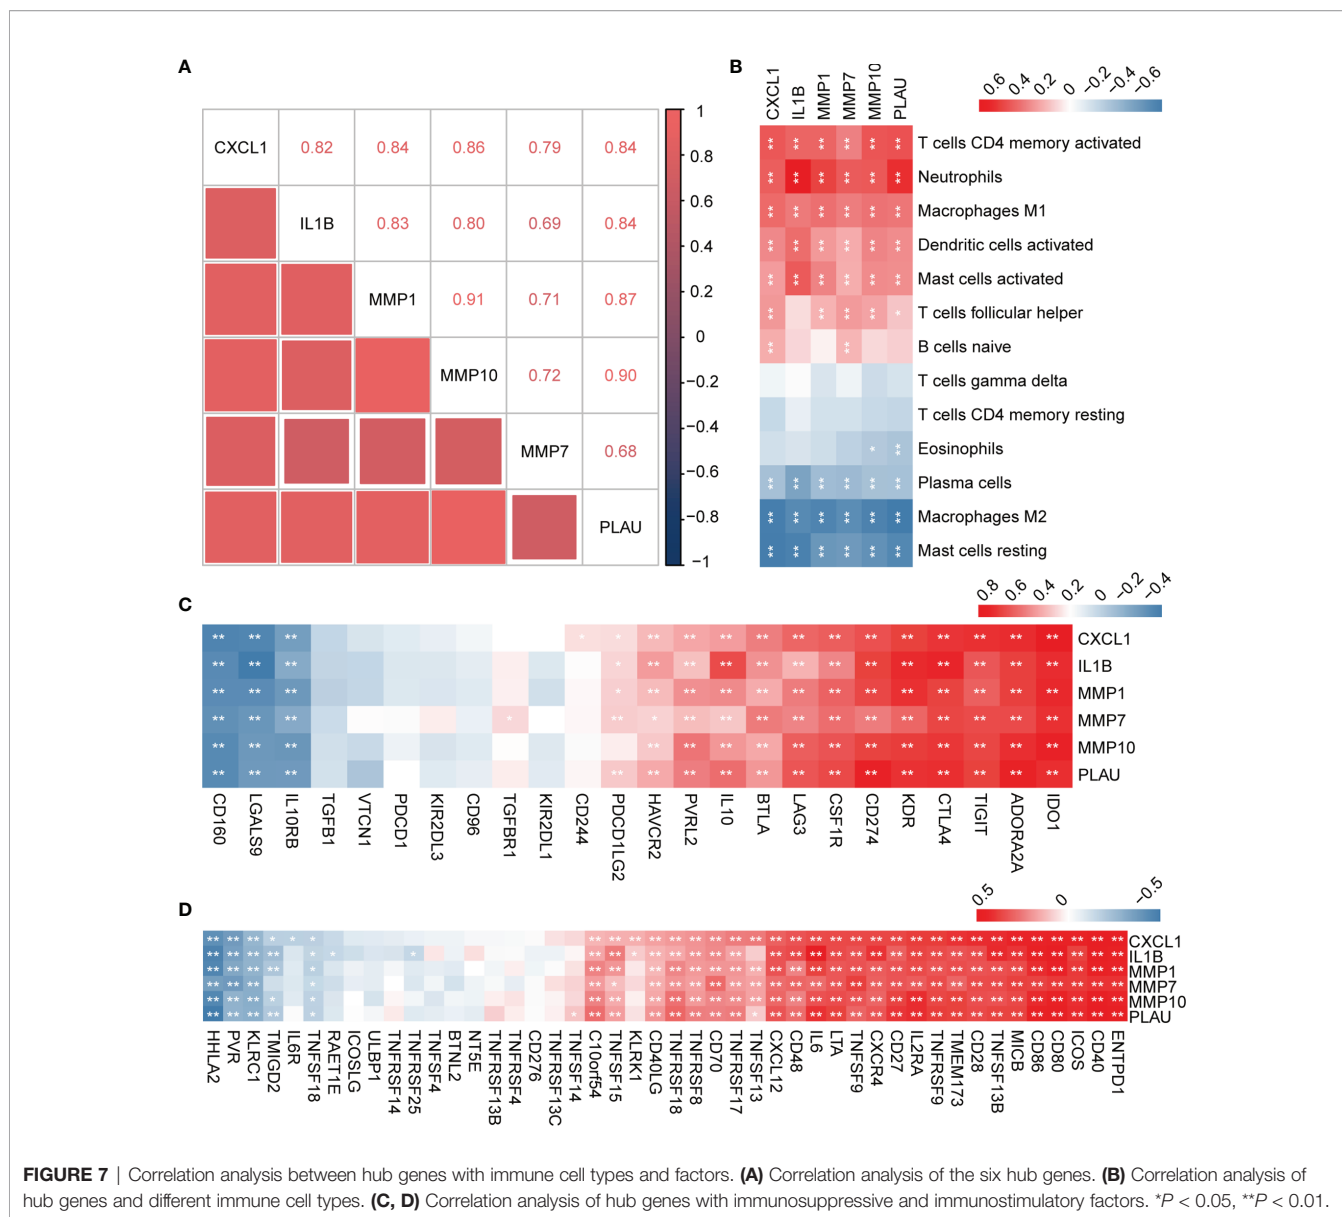 A
CXCL1 0.82 0.84 0.86 0.79 0.84
IL1B 0.83 0.80 0.69 0.84
MMP1 0.91 0.71 0.87
MMP10 0.72 0.90
MMP7 0.68
PLAU
1
0.8
0.6
0.4
0.2
0
−0.2
−0.4
−0.6
−0.8
−1
B
CXCL1 IL1B MMP1 MMP7 MMP10 PLAU
0.6 0.4 0.2 0 −0.2 −0.4 −0.6
** ** ** ** ** ** T cells CD4 memory activated
** ** ** ** ** ** Neutrophils
** ** ** ** ** ** Macrophages M1
** ** ** ** ** ** Dendritic cells activated
** ** ** ** ** ** Mast cells activated
** ** ** ** * T cells follicular helper
** ** B cells naive
T cells gamma delta
T cells CD4 memory resting
* ** Eosinophils
** ** ** ** ** ** Plasma cells
** ** ** ** ** ** Macrophages M2
** ** ** ** ** ** Mast cells resting
C
0.8 0.6 0.4 0.2 0 −0.2 −0.4
CXCL1
IL1B
MMP1
MMP7
MMP10
PLAU
CD160 LGALS9 IL10RB TGFB1 VTCN1 PDCD1 KIR2DL3 CD96 TGFBR1 KIR2DL1 CD244 PDCD1LG2 HAVCR2 PVRL2 IL10 BTLA LAG3 CSF1R CD274 KDR CTLA4 TIGIT ADORA2A IDO1
D
0.5 0 −0.5
CXCL1
IL1B
MMP1
MMP7
MMP10
PLAU
HHLA2 PVR KLRC1 TMIGD2 IL6R TNFSF18 RAET1E ICOSLG ULBP1 TNFRSF14 TNFRSF25 TNFSF4 BTNL2 NT5E TNFRSF13B TNFRSF4 CD276 TNFRSF13C TNFSF14 C10orf54 TNFSF15 KLRK1 CD40LG TNFRSF18 TNFRSF8 CD70 TNFRSF17 TNFSF13 CXCL12 CD48 IL6 LTA TNFSF9 CXCR4 CD27 IL2RA TNFRSF9 TMEM173 CD28 TNFSF13B MICB CD86 CD80 ICOS CD40 ENTPD1
FIGURE 7 | Correlation analysis between hub genes with immune cell types and factors. (A) Correlation analysis of the six hub genes. (B) Correlation analysis of
hub genes and different immune cell types. (C, D) Correlation analysis of hub genes with immunosuppressive and immunostimulatory factors. *P < 0.05, **P < 0.01.